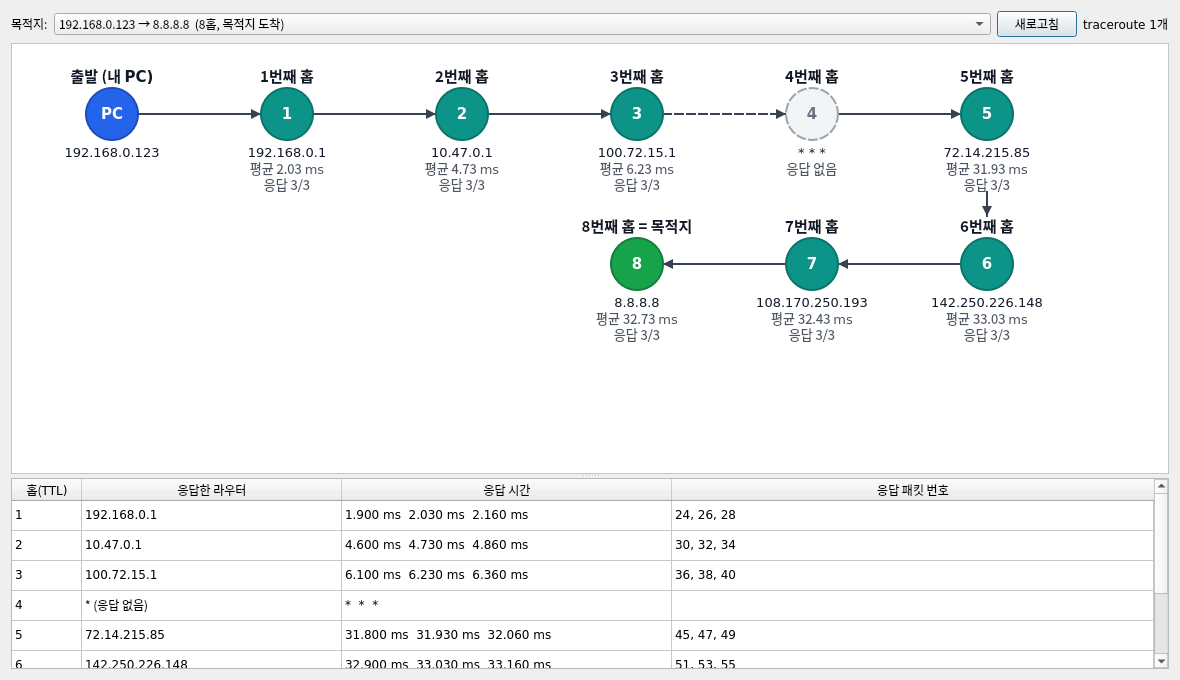 목적지: 192.168.0.123 → 8.8.8.8 (8홉, 목적지 도착) 새로고침 traceroute 1개
출발 (내 PC) 1번째 홉 2번째 홉 3번째 홉 4번째 홉 5번째 홉
PC 1 2 3 4 5
192.168.0.123 192.168.0.1 10.47.0.1 100.72.15.1 * * * 72.14.215.85
평균 2.03 ms 평균 4.73 ms 평균 6.23 ms 응답 없음 평균 31.93 ms
응답 3/3 응답 3/3 응답 3/3 응답 3/3
8번째 홉 = 목적지 7번째 홉 6번째 홉
8 7 6
8.8.8.8 108.170.250.193 142.250.226.148
평균 32.73 ms 평균 32.43 ms 평균 33.03 ms
응답 3/3 응답 3/3 응답 3/3
홉(TTL) 응답한 라우터 응답 시간 응답 패킷 번호
1 192.168.0.1 1.900 ms 2.030 ms 2.160 ms 24, 26, 28
2 10.47.0.1 4.600 ms 4.730 ms 4.860 ms 30, 32, 34
3 100.72.15.1 6.100 ms 6.230 ms 6.360 ms 36, 38, 40
4 * (응답 없음) * * *
5 72.14.215.85 31.800 ms 31.930 ms 32.060 ms 45, 47, 49
6 142.250.226.148 32.900 ms 33.030 ms 33.160 ms 51, 53, 55